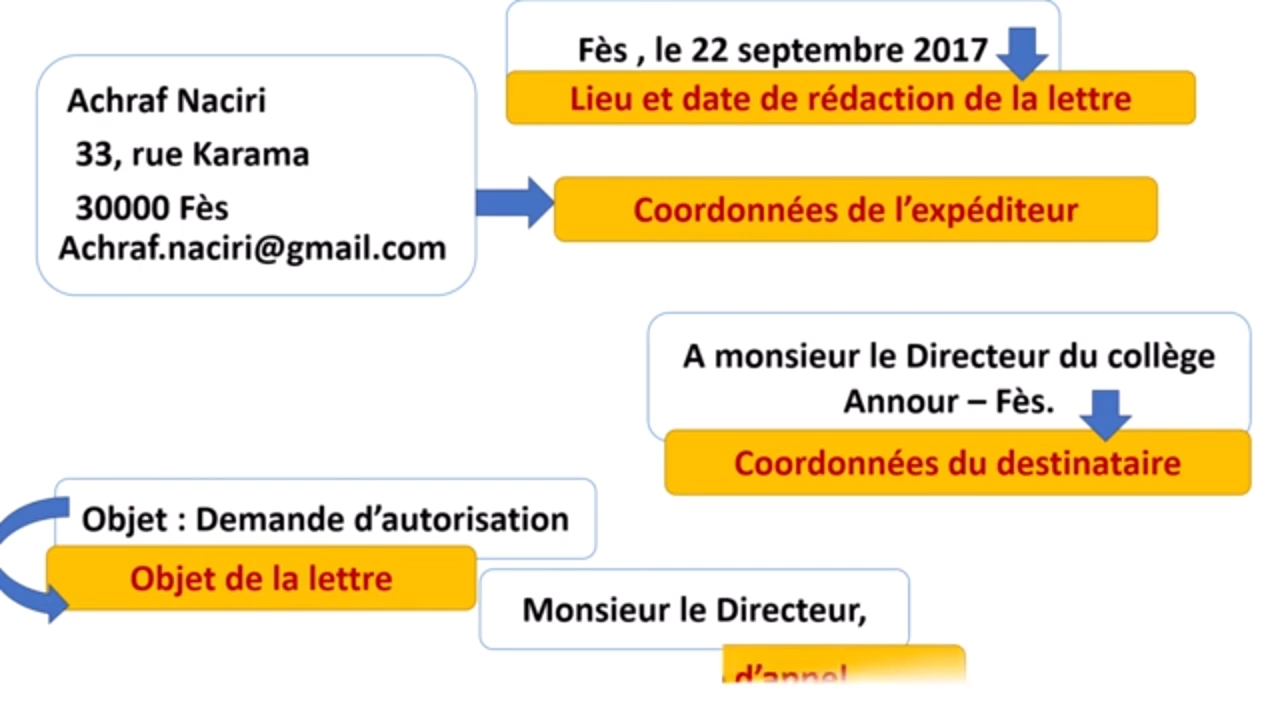 Fès , le 22 septembre 2017
Lieu et date de rédaction de la lettre
Achraf Naciri
33, rue Karama
30000 Fès
Achraf.naciri@gmail.com
Coordonnées de l’expéditeur
A monsieur le Directeur du collège
Annour – Fès.
Coordonnées du destinataire
Objet : Demande d’autorisation
Objet de la lettre
Monsieur le Directeur,
d’appel